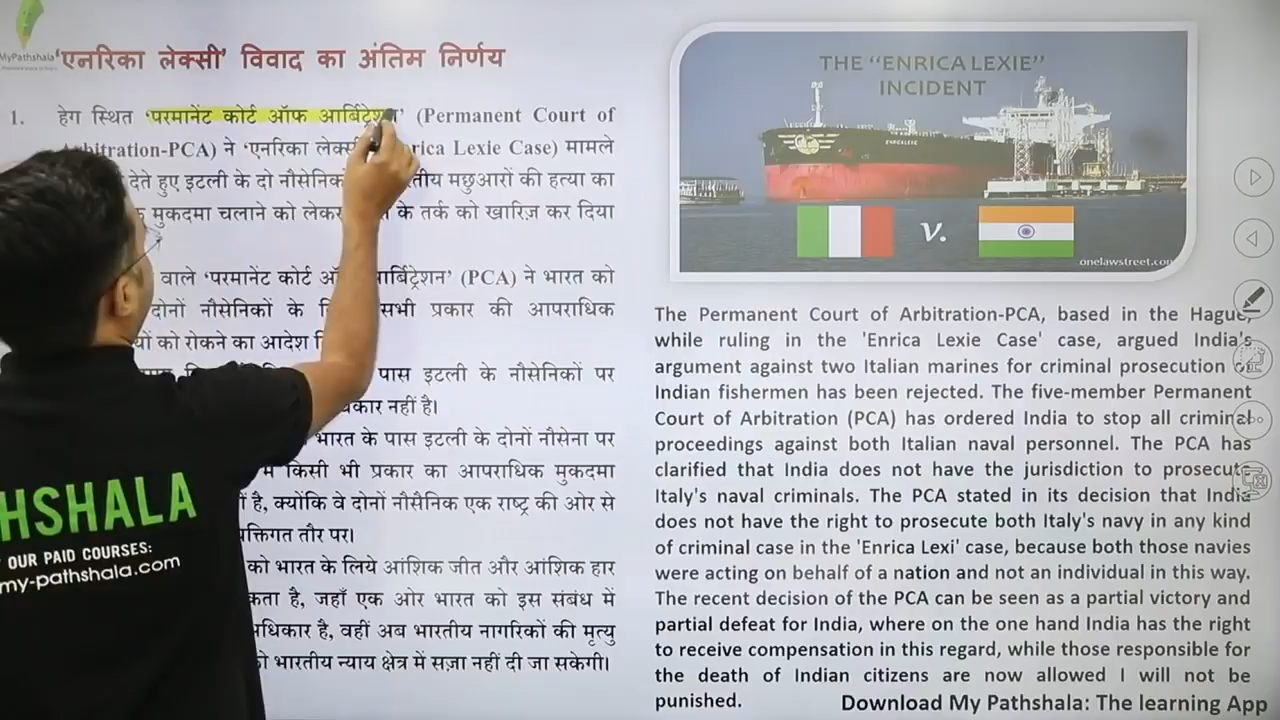 MyPathshala
'एनरिका लेक्सी' विवाद का अंतिम निर्णय
1. हेग स्थित 'परमानेंट कोर्ट ऑफ आर्बिट्रेशन' (Permanent Court of
Arbitration-PCA) ने 'एनरिका लेक्सी Case) मामले
देते हुए इटली के दो नौसेनिक मछुआरों की हत्या का
मुकदमा चलाने को लेकर के तर्क को खारिज़ कर दिया
वाले 'परमानेंट कोर्ट (PCA) ने भारत को
दोनों नौसेनिकों के सभी प्रकार की आपराधिक
को रोकने का आदेश
पास इटली के नौसेनिकों पर
नहीं है।
भारत के पास इटली के दोनों नौसेना पर
किसी भी प्रकार का आपराधिक मुकदमा
है, क्योंकि वे दोनों नौसैनिक एक राष्ट्र की ओर से
तौर पर।
को भारत के लिये आंशिक जीत और आंशिक हार
है, जहाँ एक ओर भारत को इस संबंध में
है, वहीं अब भारतीय नागरिकों की मृत्यु
भारतीय न्याय क्षेत्र में सज़ा नहीं दी जा सकेगी।
THE "ENRICA LEXIE"
INCIDENT
ENRICA LEXIE
v.
onelawstreet.com
The Permanent Court of Arbitration-PCA, based in the Hague,
while ruling in the 'Enrica Lexie Case' case, argued India's
argument against two Italian marines for criminal prosecution of
Indian fishermen has been rejected. The five-member Permanent
Court of Arbitration (PCA) has ordered India to stop all criminal
proceedings against both Italian naval personnel. The PCA has
clarified that India does not have the jurisdiction to prosecute
Italy's naval criminals. The PCA stated in its decision that India
does not have the right to prosecute both Italy's navy in any kind
of criminal case in the 'Enrica Lexi' case, because both those navies
were acting on behalf of a nation and not an individual in this way.
The recent decision of the PCA can be seen as a partial victory and
partial defeat for India, where on the one hand India has the right
to receive compensation in this regard, while those responsible for
the death of Indian citizens are now allowed I will not be
punished.
Download My Pathshala: The learning App
HSHALA
OUR PAID COURSES:
my-pathshala.com